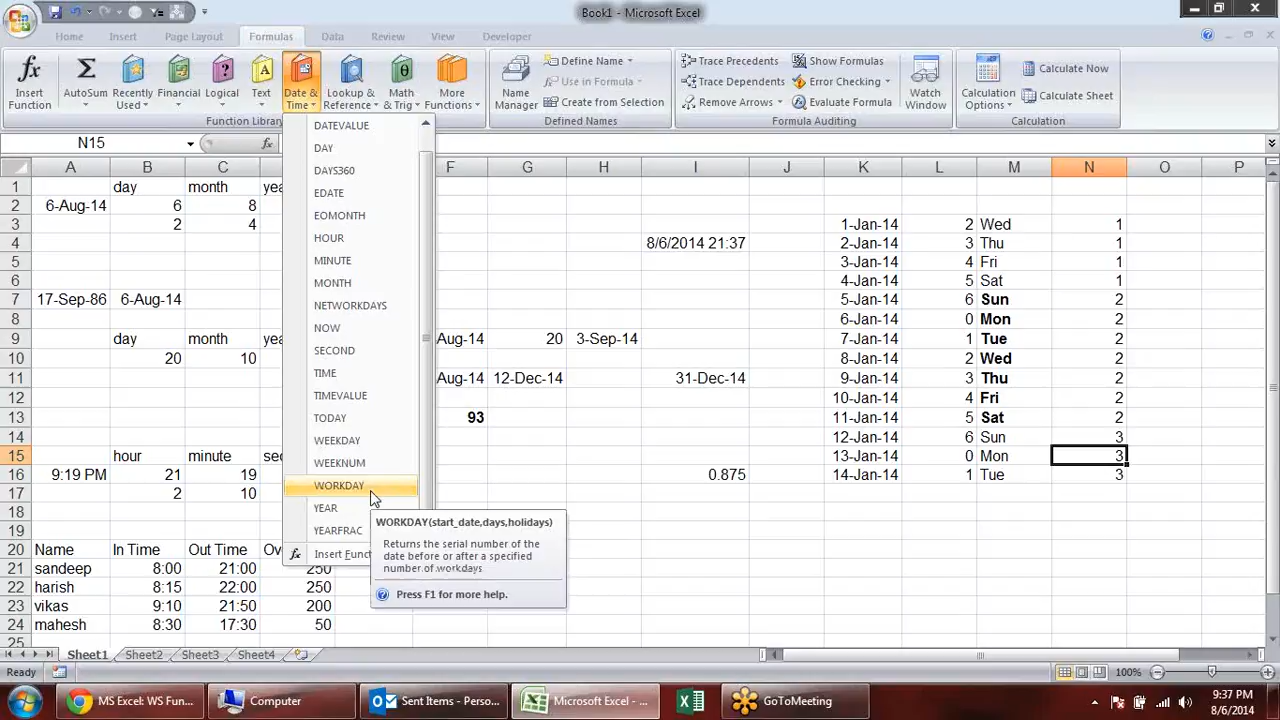 Book1 - Microsoft Excel
Home Insert Page Layout Formulas Data Review View Developer
Insert Function
AutoSum
Recently Used
Financial
Logical
Text
Date & Time
Lookup & Reference
Math & Trig
More Functions
Name Manager
Define Name
Use in Formula
Create from Selection
Trace Precedents
Trace Dependents
Remove Arrows
Show Formulas
Error Checking
Evaluate Formula
Watch Window
Calculation Options
Calculate Now
Calculate Sheet
Defined Names Formula Auditing Calculation
N15 fx
A B C F G H I J K L M N O P
1 day month
2 6-Aug-14 6 8
3 2 4 1-Jan-14 2 Wed 1
4 8/6/2014 21:37 2-Jan-14 3 Thu 1
5 3-Jan-14 4 Fri 1
6 4-Jan-14 5 Sat 1
7 17-Sep-86 6-Aug-14 5-Jan-14 6 Sun 2
8 6-Jan-14 0 Mon 2
9 day month 20 3-Sep-14 7-Jan-14 1 Tue 2
10 20 10 8-Jan-14 2 Wed 2
11 12-Dec-14 31-Dec-14 9-Jan-14 3 Thu 2
12 10-Jan-14 4 Fri 2
13 93 11-Jan-14 5 Sat 2
14 12-Jan-14 6 Sun 3
15 hour minute 13-Jan-14 0 Mon 3
16 9:19 PM 21 19 0.875 14-Jan-14 1 Tue 3
17 2 10
18
19
20 Name In Time Out Time
21 sandeep 8:00 21:00 250
22 harish 8:15 22:00 250
23 vikas 9:10 21:50 200
24 mahesh 8:30 17:30 50
25
DATEVALUE
DAY
DAYS360
EDATE
EOMONTH
HOUR
MINUTE
MONTH
NETWORKDAYS
NOW
SECOND
TIME
TIMEVALUE
TODAY
WEEKDAY
WEEKNUM
WORKDAY
YEAR
YEARFRAC
fx Insert
WORKDAY(start_date,days,holidays)
Returns the serial number of the
date before or after a specified
number of workdays.
Press F1 for more help.
Sheet1 Sheet2 Sheet3 Sheet4
Ready 100%
MS Excel: WS Fun... Computer Sent Items - Perso... Microsoft Excel - ... GoToMeeting
9:37 PM
8/6/2014